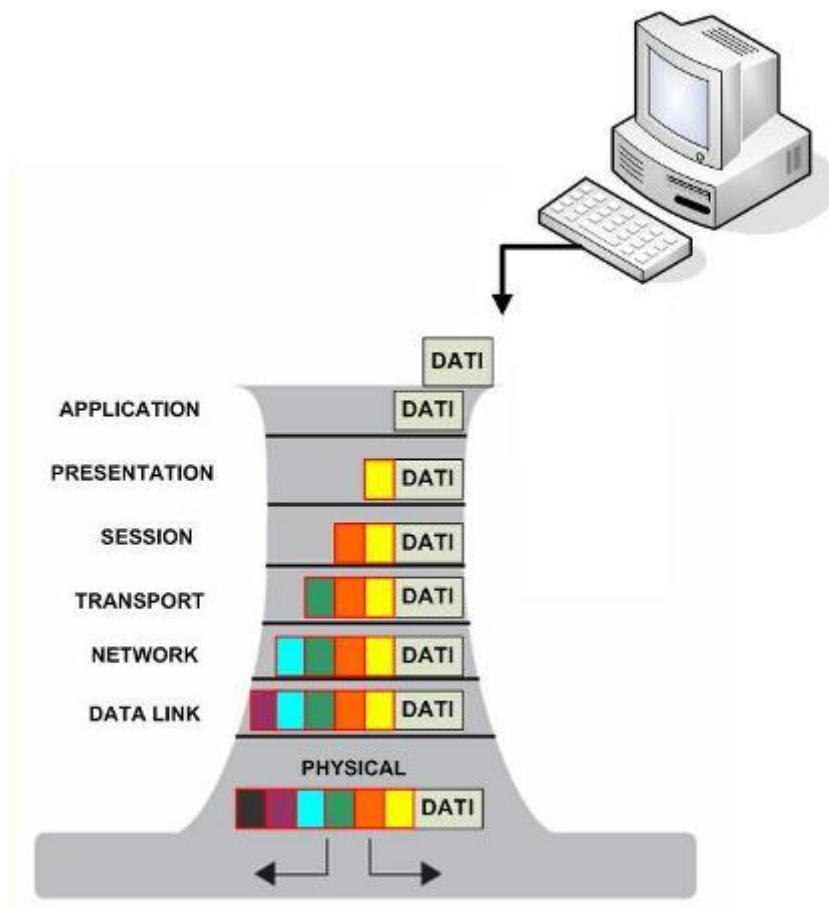 DATI
APPLICATION DATI
PRESENTATION DATI
SESSION DATI
TRANSPORT DATI
NETWORK DATI
DATA LINK DATI
PHYSICAL
DATI